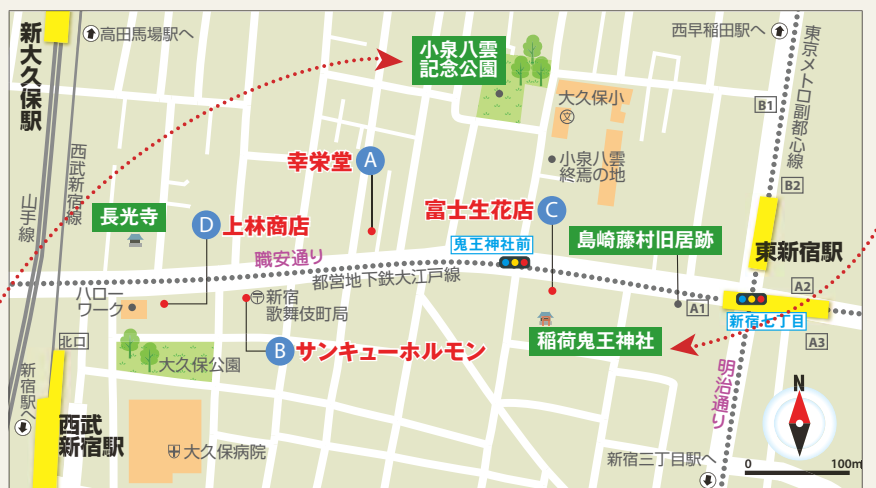 新大久保駅
高田馬場駅へ
小泉八雲
記念公園
西早稲田駅へ
東京メトロ副都心線
大久保小
文
B1
小泉八雲
終焉の地
B2
西武新宿線
山手線
幸栄堂
A
長光寺
D
上林商店
富士生花店
C
鬼王神社前
島崎藤村旧居跡
東新宿駅
職安通り
都営地下鉄大江戸線
A2
A1
新宿七丁目
A3
ハロー
ワーク
〒新宿
歌舞伎町局
稲荷鬼王神社
北口
B
サンキューホルモン
大久保公園
新宿駅へ
西武
新宿駅
大久保病院
明治通り
新宿三丁目駅へ
N
0
100m